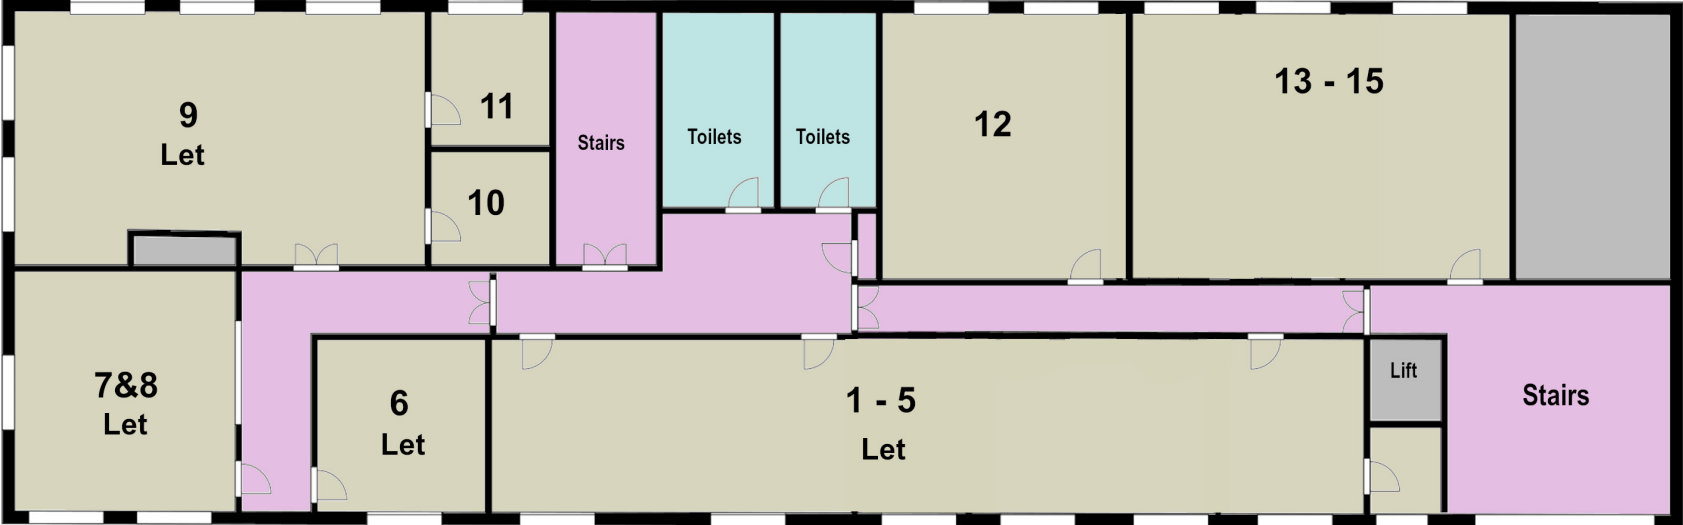 9
Let
11
10
Stairs
Toilets
Toilets
12
13 - 15
7&8
Let
6
Let
1 - 5
Let
Lift
Stairs